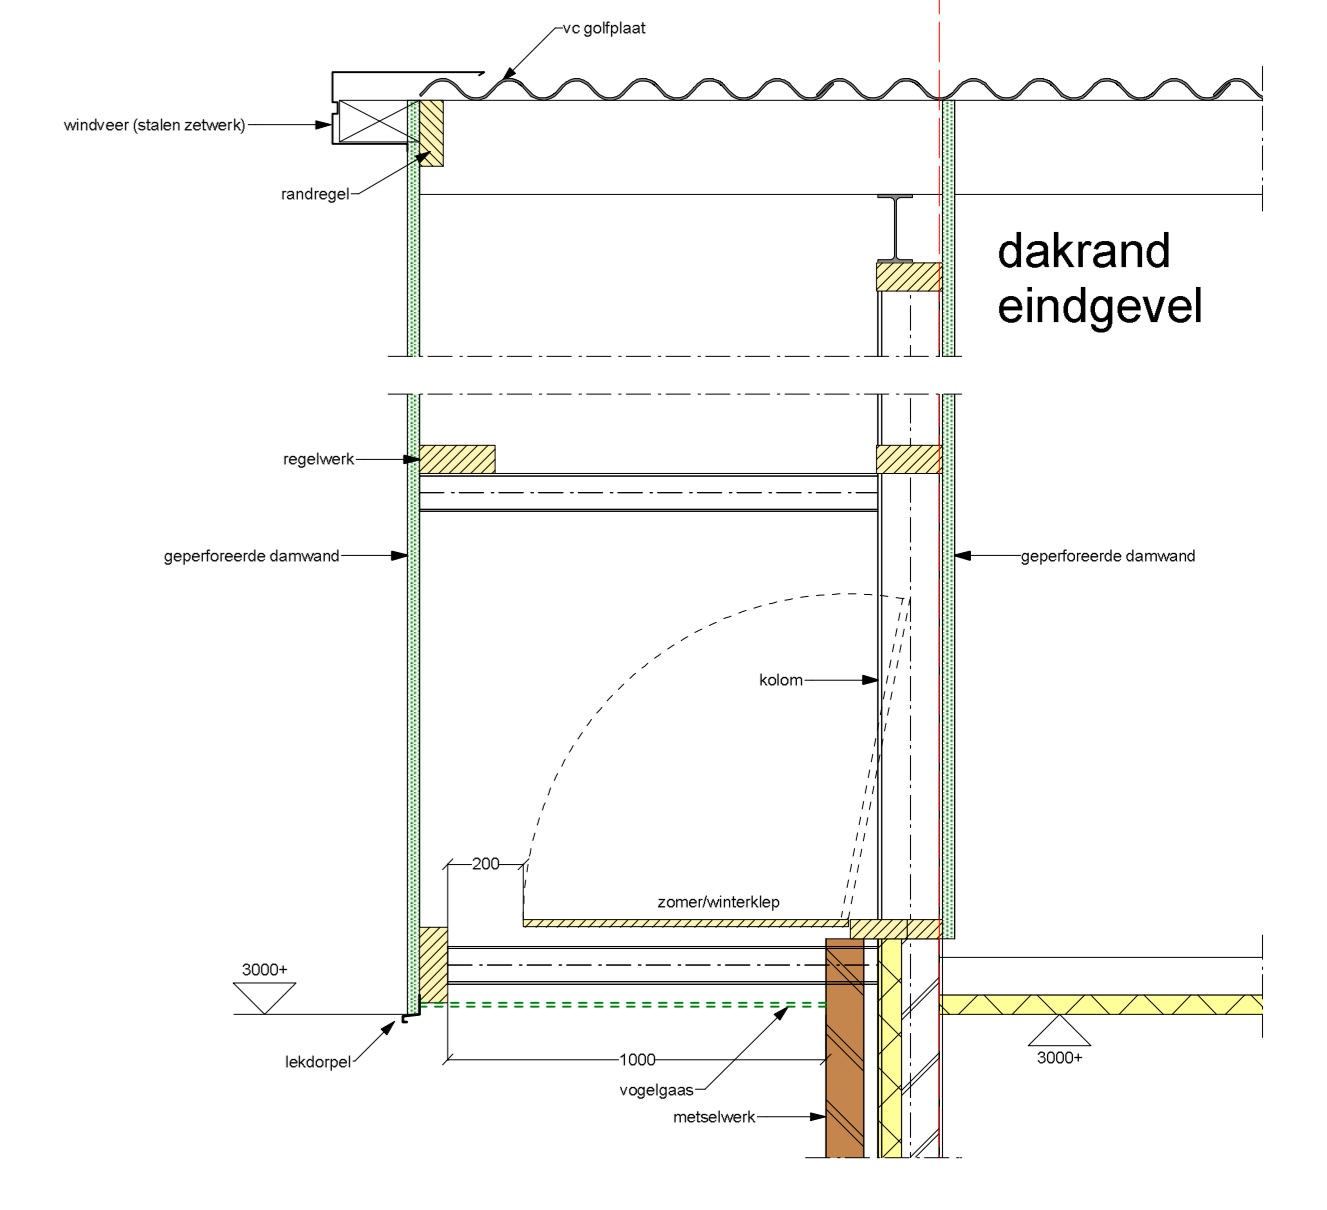 vc golfplaat
windveer (stalen zetwerk)
randregel
dakrand
eindgevel
regelwerk
geperforeerde damwand
geperforeerde damwand
kolom
200
zomer/winterklep
3000+
lekdorpel
1000
3000+
vogelgaas
metselwerk